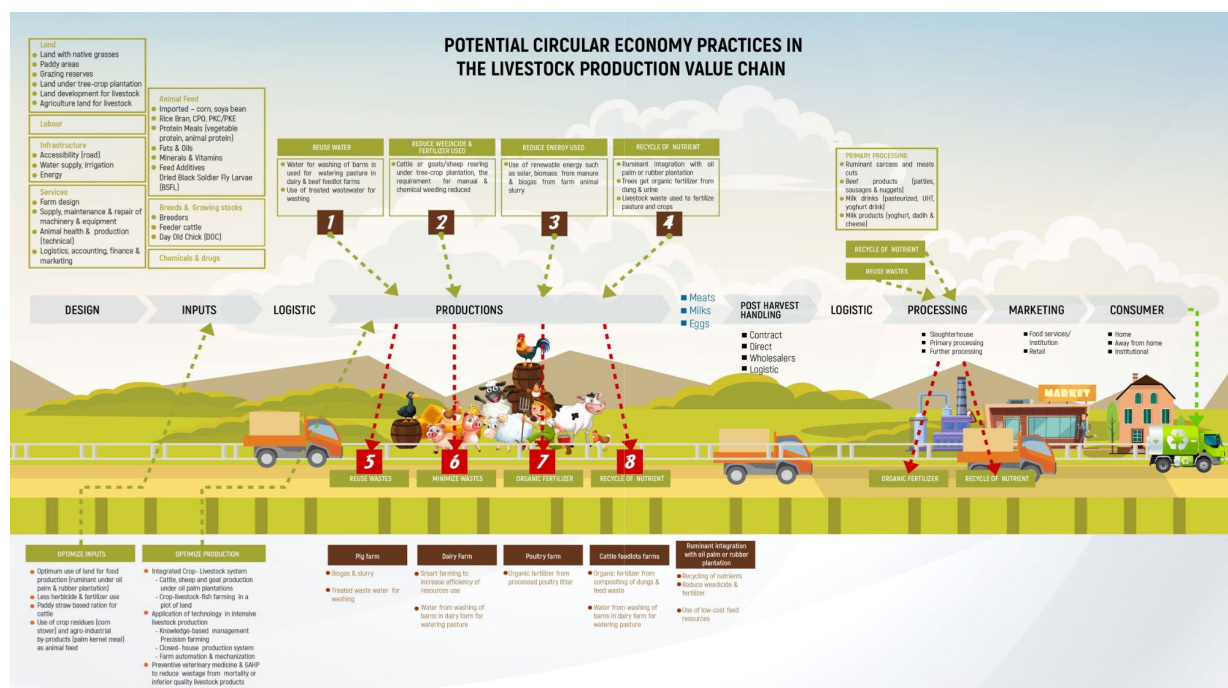 POTENTIAL CIRCULAR ECONOMY PRACTICES IN
THE LIVESTOCK PRODUCTION VALUE CHAIN
Land
Land with native grasses
Paddy areas
Grazing reserves
Land under tree-crop plantation
Land development for livestock
Agriculture land for livestock
Labour
Infrastructure
Accessibility (road)
Water supply, irrigation
Energy
Services
Farm design
Supply, maintenance & repair of
machinery & equipment
Animal health & production
(technical)
Logistics, accounting, finance &
marketing
Animal Feed
Imported – corn, soya bean
Rice Bran, CPO, PKC/PKE
Protein Meals (vegetable
protein, animal protein)
Fats & Oils
Minerals & Vitamins
Feed Additives
Dried Black Soldier Fly Larvae
(BSFL)
Breeds & Growing stocks
Breeders
Feeder cattle
Day Old Chick (DOC)
Chemicals & drugs
REUSE WATER
Water for washing of barns is
used for watering pasture in
dairy & beef feedlot farms
Use of treated wastewater for
washing
1
REDUCE WEEDICIDE &
FERTILIZER USED
Cattle or goats/sheep rearing
under tree-crop plantation, the
requirement for manual &
chemical weeding reduced
2
REDUCE ENERGY USED
Use of renewable energy such
as solar, biomass from manure
& biogas from farm animal
slurry
3
RECYCLE OF NUTRIENT
Ruminant integration with oil
palm or rubber plantation
Trees get organic fertilizer from
dung & urine
Livestock waste used to fertilize
pasture and crops
4
PRIMARY PROCESSING
Ruminant carcass and meats
cuts
Beef products (patties,
sausages & nuggets)
Milk drinks (pasteurized, UHT,
yoghurt drink)
Milk products (yoghurt, dadih &
cheese)
RECYCLE OF NUTRIENT
REUSE WASTES
DESIGN
INPUTS
LOGISTIC
PRODUCTIONS
Meats
Milks
Eggs
POST HARVEST
HANDLING
Contract
Direct
Wholesalers
Logistic
LOGISTIC
PROCESSING
Slaughterhouse
Primary processing
Further processing
MARKETING
Food services/
Institution
Retail
CONSUMER
Home
Away from home
Institutional
MARKET
5
REUSE WASTES
6
MINIMIZE WASTES
7
ORGANIC FERTILIZER
8
RECYCLE OF NUTRIENT
ORGANIC FERTILIZER
RECYCLE OF NUTRIENT
OPTIMIZE INPUTS
Optimum use of land for food
production (ruminant under oil
palm & rubber plantation)
Less herbicide & fertilizer use
Paddy straw based ration for
cattle
Use of crop residues (corn
stover) and agro-industrial
by-products (palm kernel meal)
as animal feed
OPTIMIZE PRODUCTION
Integrated Crop- Livestock system
- Cattle, sheep and goat production
under oil palm plantations
- Crop-livestock-fish farming in a
plot of land
Application of technology in intensive
livestock production
- Knowledge-based management
Precision farming
- Closed- house production system
- Farm automation & mechanization
Preventive veterinary medicine & GAHP
to reduce wastage from mortality or
inferior quality livestock products
Pig farm
Biogas & slurry
Treated waste water for
washing
Dairy Farm
Smart farming to
increase efficiency of
resources use
Water from washing of
barns in dairy farm for
watering pasture
Poultry farm
Organic fertilizer from
processed poultry litter
Cattle feedlots farms
Organic fertilizer from
compositing of dungs &
feed waste
Water from washing of
barns in dairy farm for
watering pasture
Ruminant integration
with oil palm or rubber
plantation
Recycling of nutrients
Reduce weedicide &
fertilizer
Use of low-cost feed
resources